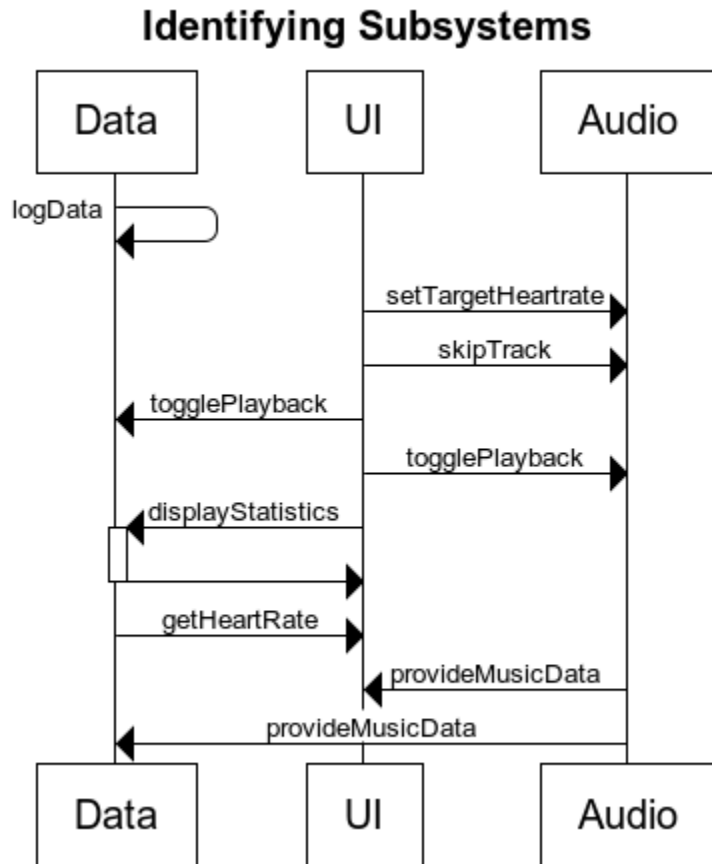 Identifying Subsystems
Data
UI
Audio
logData
setTargetHeartrate
skipTrack
togglePlayback
togglePlayback
displayStatistics
getHeartRate
provideMusicData
provideMusicData
Data
UI
Audio